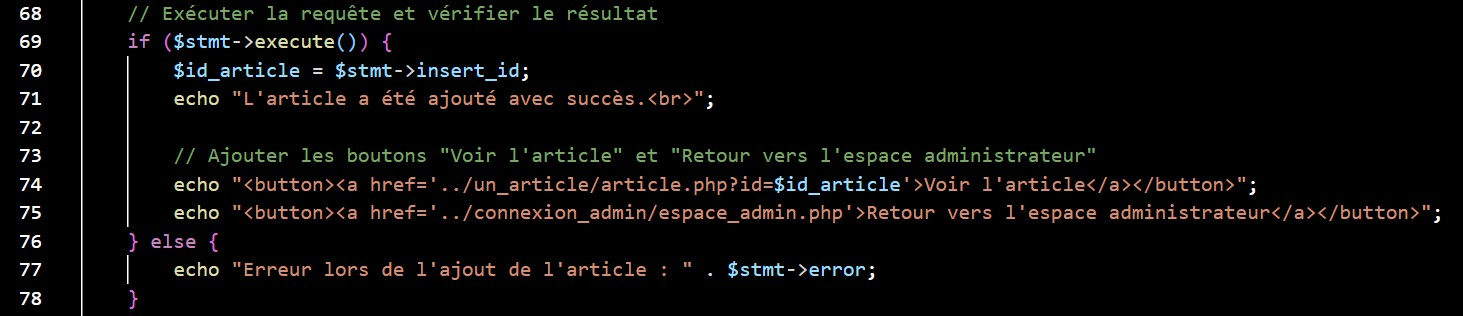 68 // Exécuter la requête et vérifier le résultat
69 if ($stmt->execute()) {
70 $id_article = $stmt->insert_id;
71 echo "L'article a été ajouté avec succès.<br>";
72
73 // Ajouter les boutons "Voir l'article" et "Retour vers l'espace administrateur"
74 echo "<button><a href='../un_article/article.php?id=$id_article'>Voir l'article</a></button>";
75 echo "<button><a href='../connexion_admin/espace_admin.php'>Retour vers l'espace administrateur</a></button>";
76 } else {
77 echo "Erreur lors de l'ajout de l'article : " . $stmt->error;
78 }